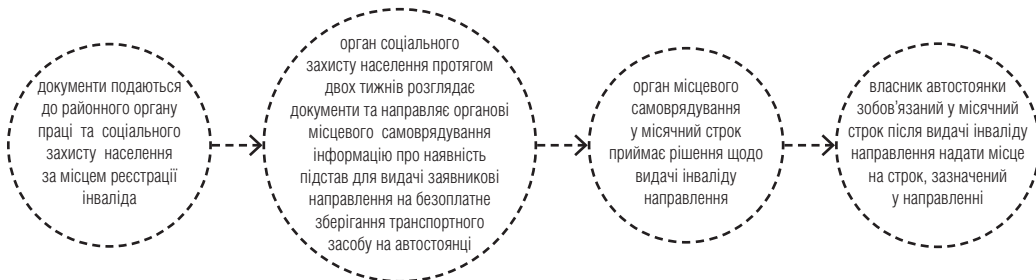 документи подаються
до районного органу
праці та соціального
захисту населення
за місцем реєстрації
інваліда
орган соціального
захисту населення протягом
двох тижнів розглядає
документи та направляє органові
місцевого самоврядування
інформацію про наявність
підстав для видачі заявникові
направлення на безоплатне
зберігання транспортного
засобу на автостоянці
орган місцевого
самоврядування
у місячний строк
приймає рішення щодо
видачі інваліду
направлення
власник автостоянки
зобов’язаний у місячний
строк після видачі інваліду
направлення надати місце
на строк, зазначений
у направленні